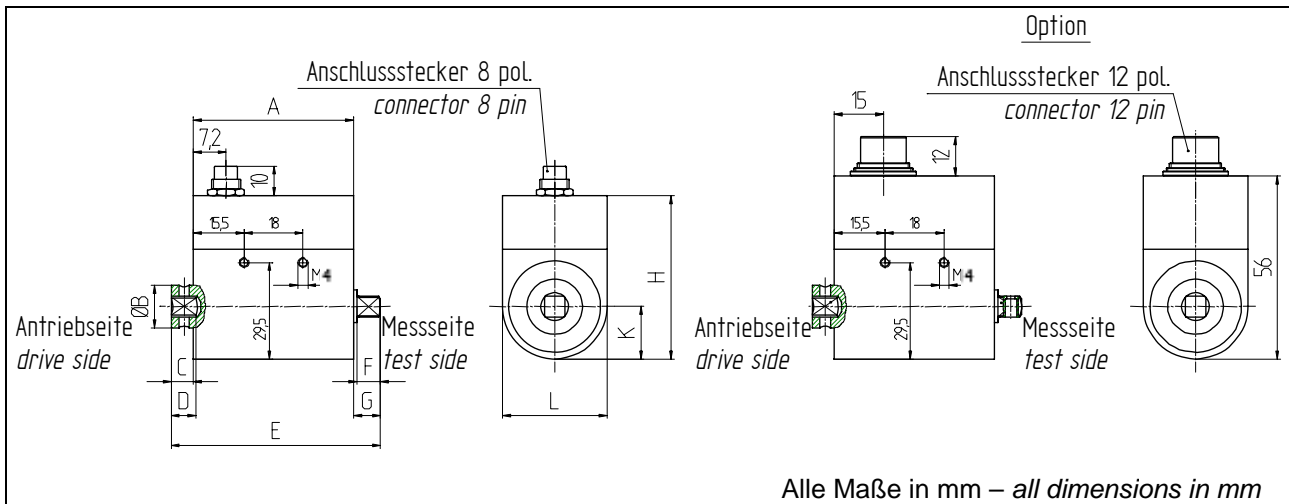 Option
Anschlussstecker 8 pol.
connector 8 pin
Anschlussstecker 12 pol.
connector 12 pin
A
15
7,2
10
12
15,5
18
15,5
18
M4
M4
H
56
ØB
29,5
K
29,5
Antriebseite
drive side
Messseite
test side
Antriebseite
drive side
Messseite
test side
C
F
D
G
L
E
Alle Maße in mm – all dimensions in mm